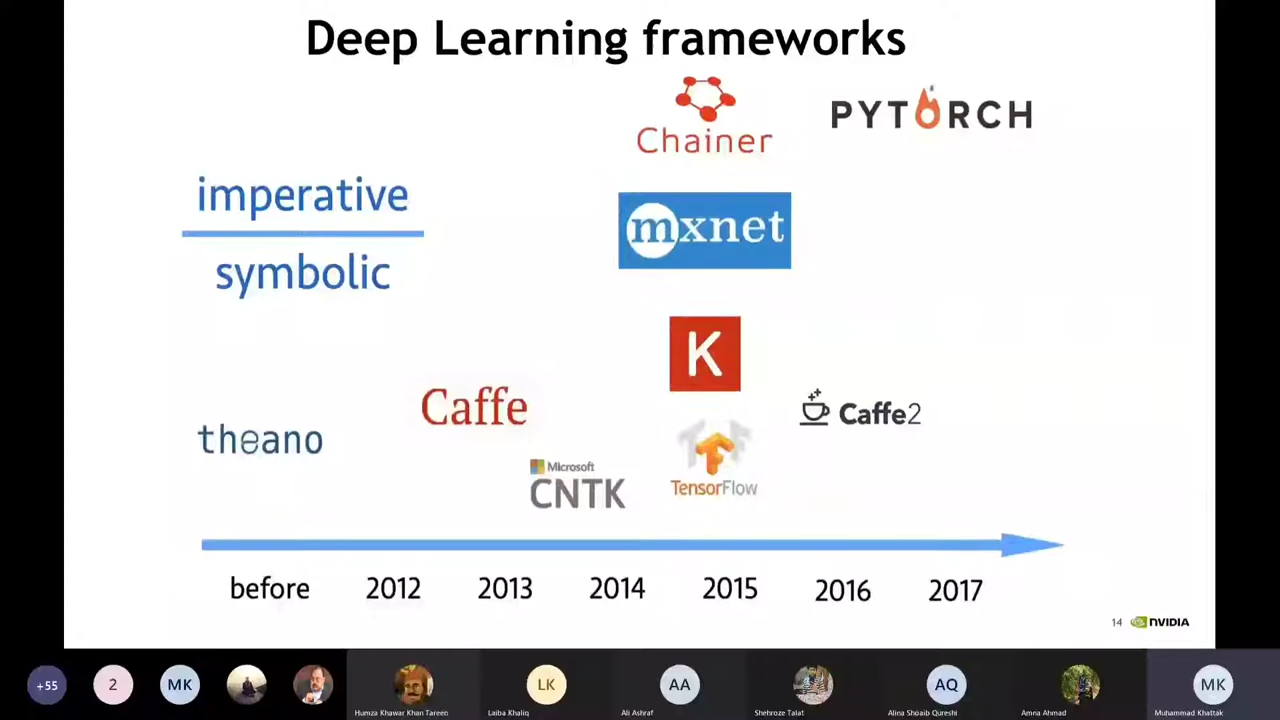 Deep Learning frameworks
Chainer
PYTORCH
imperative
symbolic
mxnet
K
Caffe
Caffe2
theano
Microsoft
CNTK
TensorFlow
before 2012 2013 2014 2015 2016 2017
14 NVIDIA
+55 2 MK LK AA AQ MK
Humza Khawar Khan Tareen Laiba Khaliq Ali Ashraf Shehroze Talat Alina Shoaib Qureshi Amna Ahmad Muhammad Khattak